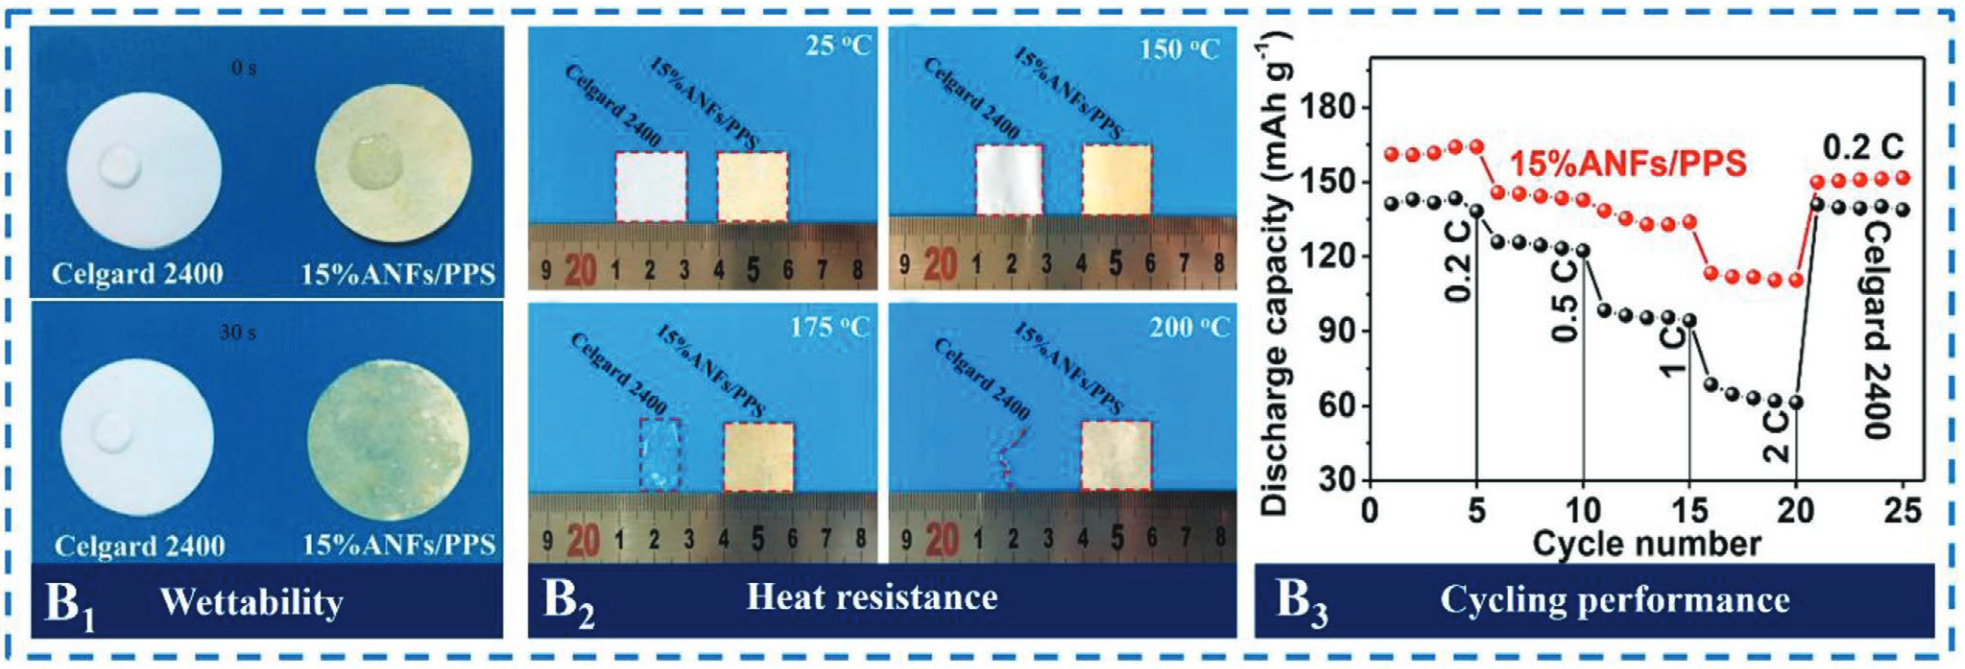 0 s
Celgard 2400
15%ANFs/PPS
30 s
Celgard 2400
15%ANFs/PPS
B1
Wettability
25 °C
Celgard 2400
15%ANFs/PPS
9 20 1 2 3 4 5 6 7 8
150 °C
Celgard 2400
15%ANFs/PPS
9 20 1 2 3 4 5 6 7 8
175 °C
Celgard 2400
15%ANFs/PPS
9 20 1 2 3 4 5 6 7 8
200 °C
Celgard 2400
15%ANFs/PPS
9 20 1 2 3 4 5 6 7 8
B2
Heat resistance
Discharge capacity (mAh g-1)
180
150
120
90
60
30
15%ANFs/PPS
0.2 C
0.2 C
0.5 C
1 C
2 C
Celgard 2400
0 5 10 15 20 25
Cycle number
B3
Cycling performance